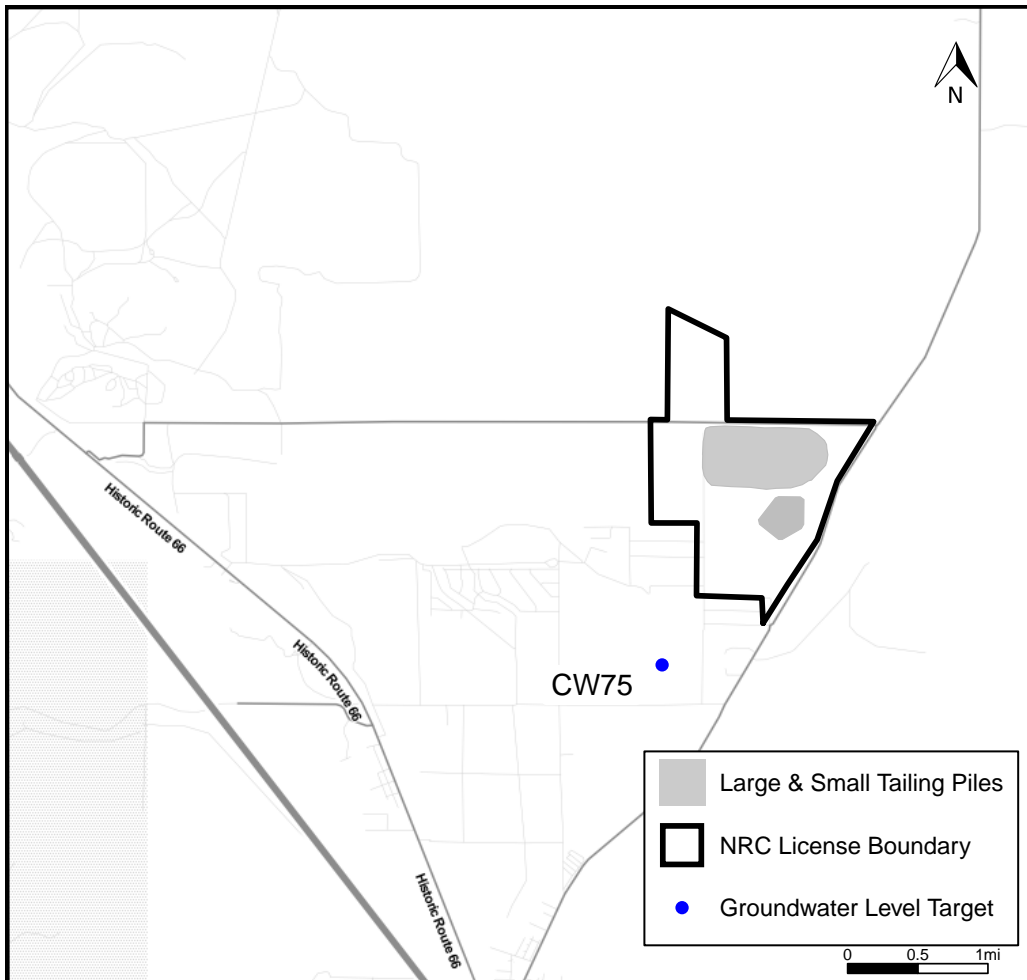 N
Historic Route 66
Historic Route 66
CW75
Large & Small Tailing Piles
NRC License Boundary
Historic Route 66
Groundwater Level Target
0 0.5 1mi